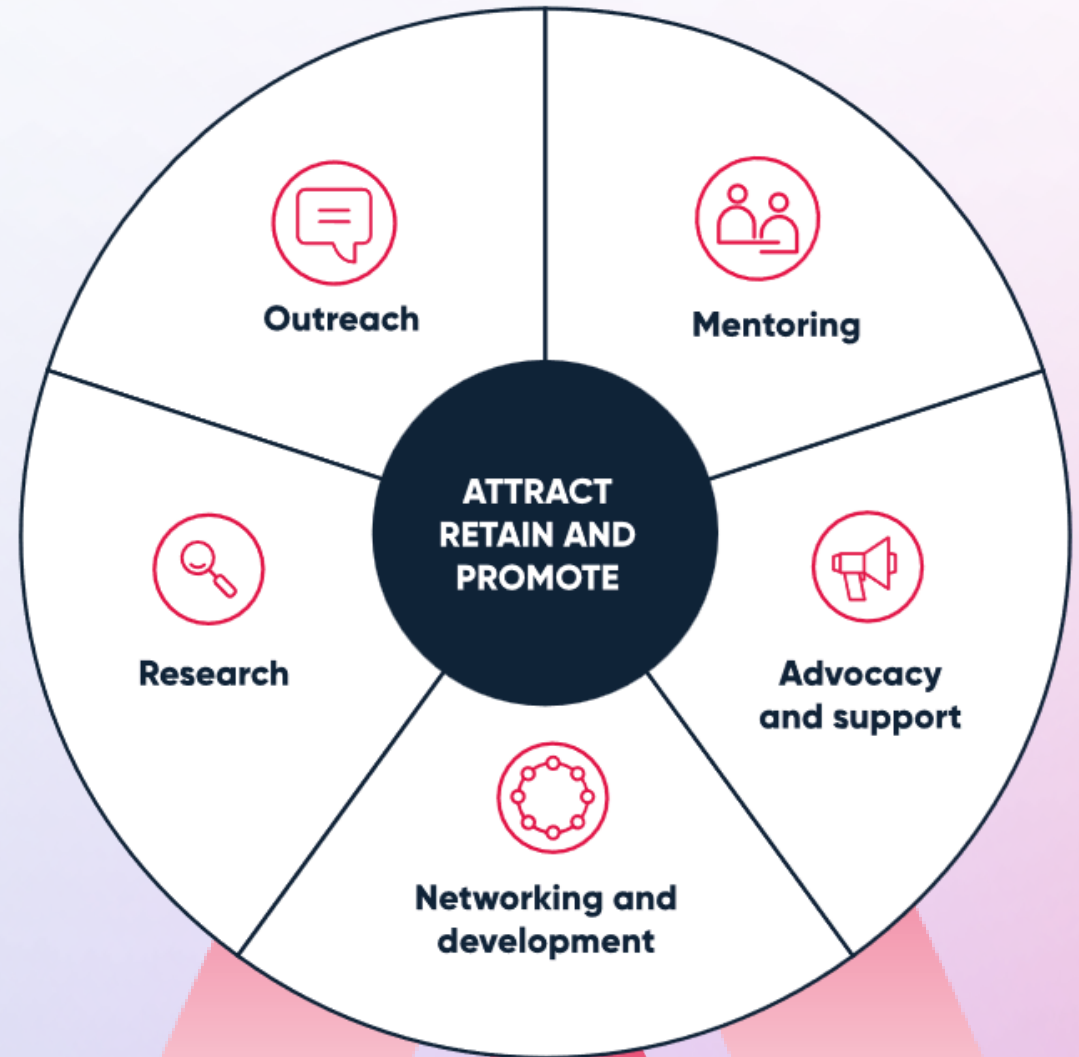 Outreach
Mentoring
ATTRACT
RETAIN AND
PROMOTE
Research
Advocacy
and support
Networking and
development